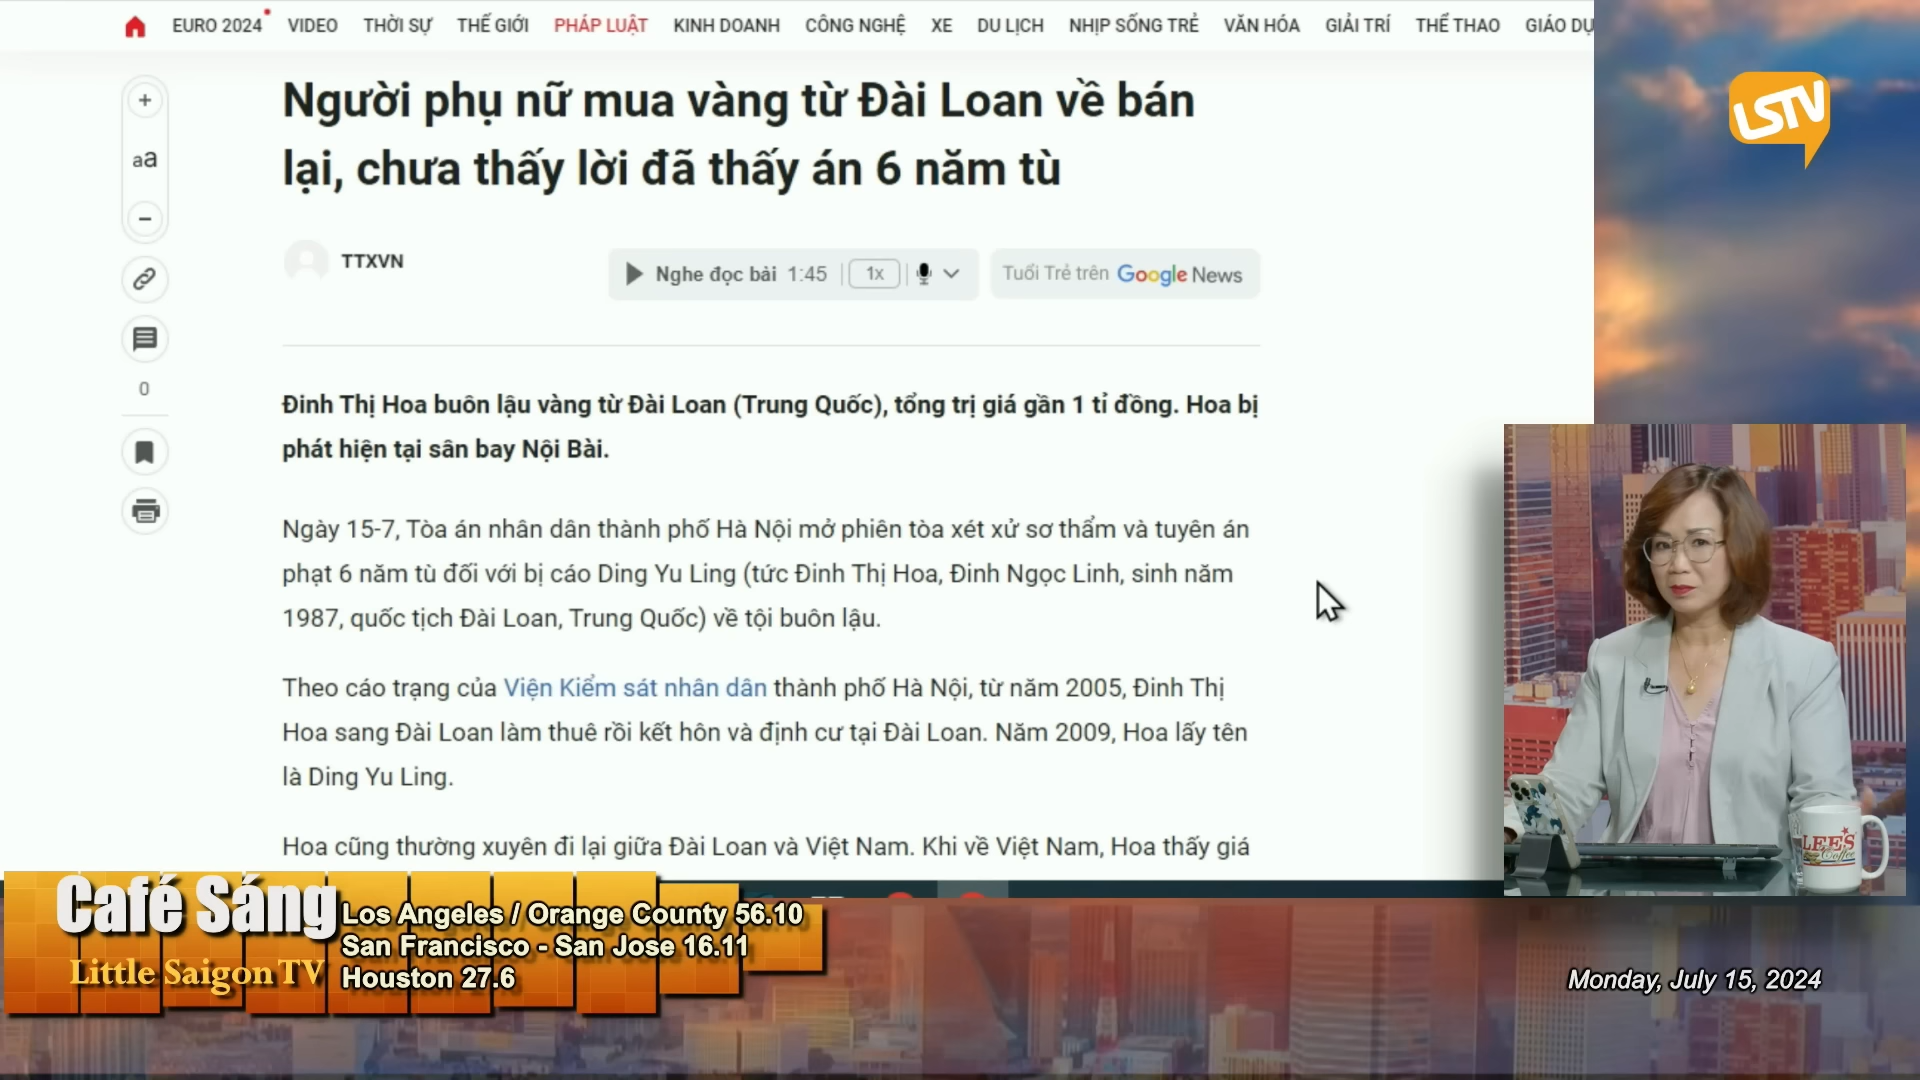 EURO 2024 VIDEO THỜI SỰ THẾ GIỚI PHÁP LUẬT KINH DOANH CÔNG NGHỆ XE DU LỊCH NHỊP SỐNG TRẺ VĂN HÓA GIẢI TRÍ THỂ THAO GIÁO DỤ
Người phụ nữ mua vàng từ Đài Loan về bán
lại, chưa thấy lời đã thấy án 6 năm tù
+
aA
−
0
TTXVN
Nghe đọc bài 1:45 1x
Tuổi Trẻ trên Google News
Đinh Thị Hoa buôn lậu vàng từ Đài Loan (Trung Quốc), tổng trị giá gần 1 tỉ đồng. Hoa bị
phát hiện tại sân bay Nội Bài.
Ngày 15-7, Tòa án nhân dân thành phố Hà Nội mở phiên tòa xét xử sơ thẩm và tuyên án
phạt 6 năm tù đối với bị cáo Ding Yu Ling (tức Đinh Thị Hoa, Đinh Ngọc Linh, sinh năm
1987, quốc tịch Đài Loan, Trung Quốc) về tội buôn lậu.
Theo cáo trạng của Viện Kiểm sát nhân dân thành phố Hà Nội, từ năm 2005, Đinh Thị
Hoa sang Đài Loan làm thuê rồi kết hôn và định cư tại Đài Loan. Năm 2009, Hoa lấy tên
là Ding Yu Ling.
Hoa cũng thường xuyên đi lại giữa Đài Loan và Việt Nam. Khi về Việt Nam, Hoa thấy giá
LSTV
LEE'S
Coffee
Café Sáng
Little Saigon TV
Los Angeles / Orange County 56.10
San Francisco - San Jose 16.11
Houston 27.6
Monday, July 15, 2024